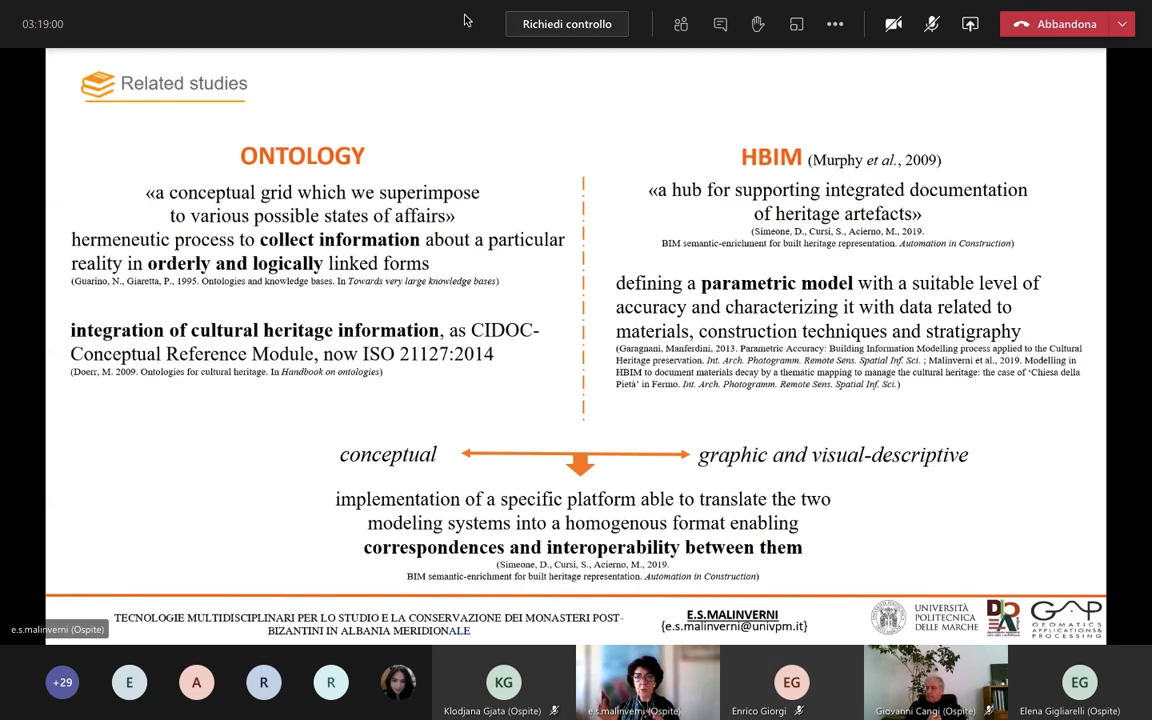 03:19:00
Richiedi controllo
Abbandona
Related studies
ONTOLOGY
«a conceptual grid which we superimpose
to various possible states of affairs»
hermeneutic process to collect information about a particular
reality in orderly and logically linked forms
(Guarino, N., Giaretta, P., 1995. Ontologies and knowledge bases. In Towards very large knowledge bases)
integration of cultural heritage information, as CIDOC-
Conceptual Reference Module, now ISO 21127:2014
(Doerr, M. 2009. Ontologies for cultural heritage. In Handbook on ontologies)
HBIM (Murphy et al., 2009)
«a hub for supporting integrated documentation
of heritage artefacts»
(Simeone, D., Cursi, S., Acierno, M., 2019.
BIM semantic-enrichment for built heritage representation. Automation in Construction)
defining a parametric model with a suitable level of
accuracy and characterizing it with data related to
materials, construction techniques and stratigraphy
(Garagnani, Manferdini, 2013. Parametric Accuracy: Building Information Modelling process applied to the Cultural
Heritage preservation. Int. Arch. Photogramm. Remote Sens. Spatial Inf. Sci. ; Malinverni et al., 2019. Modelling in
HBIM to document materials decay by a thematic mapping to manage the cultural heritage: the case of ‘Chiesa della
Pietà’ in Fermo. Int. Arch. Photogramm. Remote Sens. Spatial Inf. Sci.)
conceptual
graphic and visual-descriptive
implementation of a specific platform able to translate the two
modeling systems into a homogenous format enabling
correspondences and interoperability between them
(Simeone, D., Cursi, S., Acierno, M., 2019.
BIM semantic-enrichment for built heritage representation. Automation in Construction)
e.s.malinverni (Ospite)
TECNOLOGIE MULTIDISCIPLINARI PER LO STUDIO E LA CONSERVAZIONE DEI MONASTERI POST-
BIZANTINI IN ALBANIA MERIDIONALE
E.S.MALINVERNI
{e.s.malinverni@univpm.it}
UNIVERSITÀ
POLITECNICA
DELLE MARCHE
GAP
GEOMATICS
APPLICATIONS&
PROCESSING
+29
E
A
R
R
KG
Klodjana Gjata (Ospite)
e.s.malinverni (Ospite)
EG
Enrico Giorgi
Giovanni Cangi (Ospite)
EG
Elena Gigliarelli (Ospite)